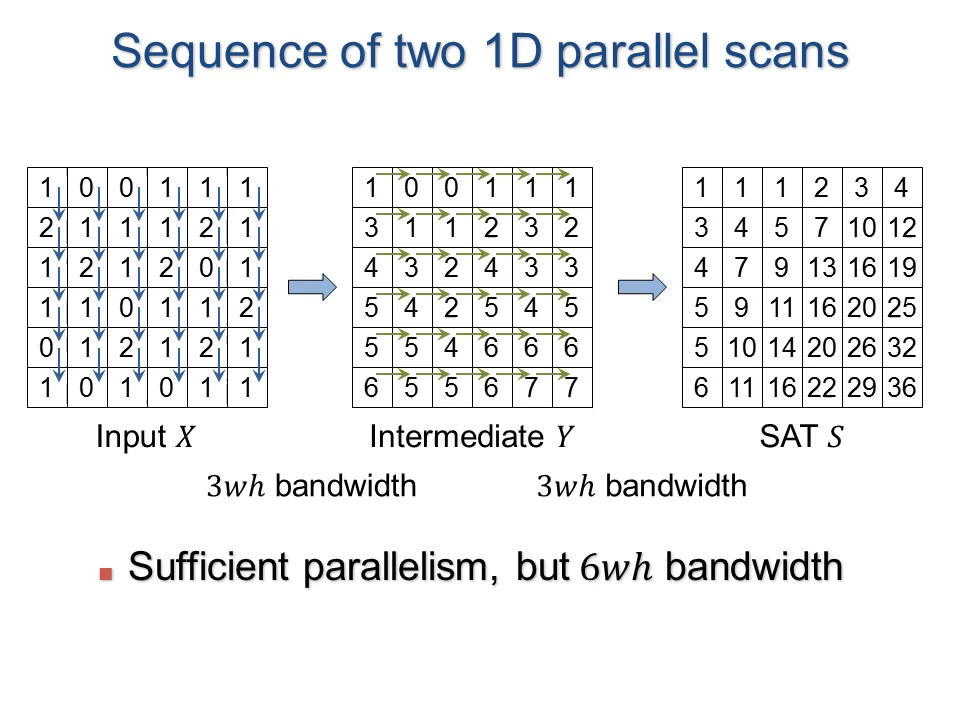 Sequence of two 1D parallel scans
1 0 0 1 1 1
2 1 1 1 2 1
1 2 1 2 0 1
1 1 0 1 1 2
0 1 2 1 2 1
1 0 1 0 1 1
Input X
1 0 0 1 1 1
3 1 1 2 3 2
4 3 2 4 3 3
5 4 2 5 4 5
5 5 4 6 6 6
6 5 5 6 7 7
Intermediate Y
1 1 1 2 3 4
3 4 5 7 10 12
4 7 9 13 16 19
5 9 11 16 20 25
5 10 14 20 26 32
6 11 16 22 29 36
SAT S
3wh bandwidth
3wh bandwidth
■ Sufficient parallelism, but 6wh bandwidth